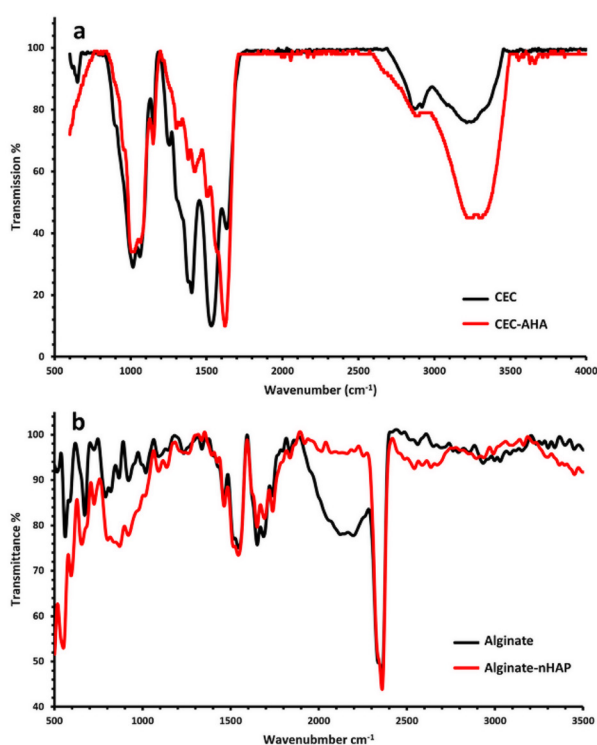 a
100
80
60
40
20
0
Transmission %
500 1000 1500 2000 2500 3000 3500 4000
Wavenumber (cm-1)
CEC
CEC-AHA
b
100
90
80
70
60
50
40
Transmittance %
500 1000 1500 2000 2500 3000 3500
Wavenubmber cm-1
Alginate
Alginate-nHAP